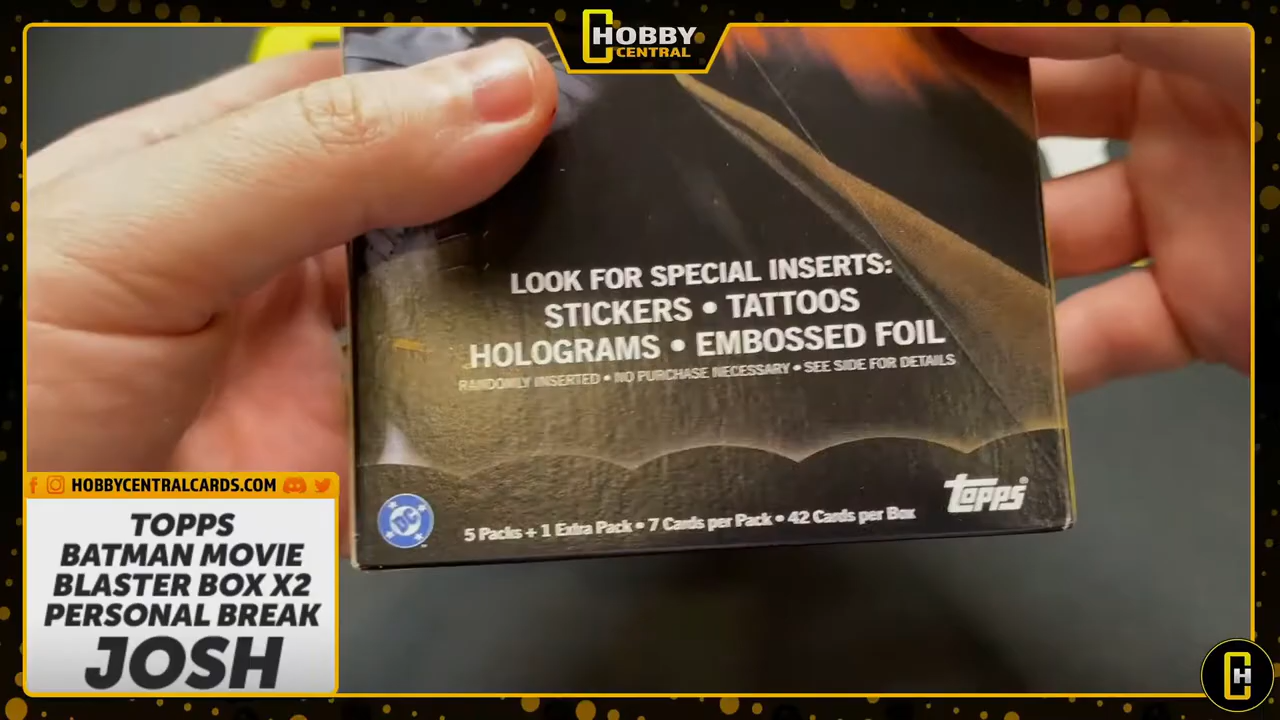 HOBBY
CENTRAL
LOOK FOR SPECIAL INSERTS:
STICKERS • TATTOOS
HOLOGRAMS • EMBOSSED FOIL
RANDOMLY INSERTED • NO PURCHASE NECESSARY • SEE SIDE FOR DETAILS
DC
topps
5 Packs + 1 Extra Pack • 7 Cards per Pack • 42 Cards per Box
HOBBYCENTRALCARDS.COM
TOPPS
BATMAN MOVIE
BLASTER BOX X2
PERSONAL BREAK
JOSH
CH